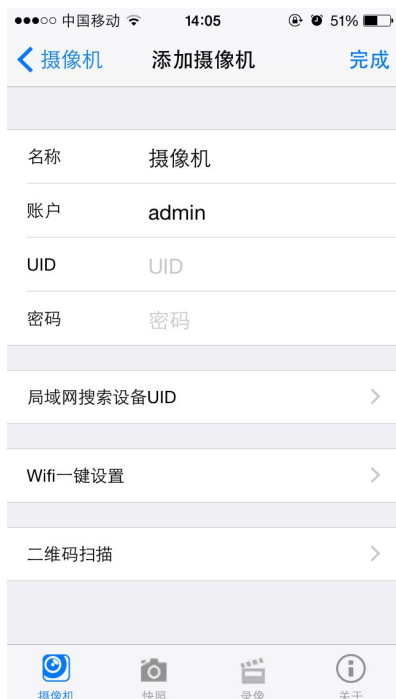 中国移动 14:05 51%
摄像机 添加摄像机 完成
名称 摄像机
账户 admin
UID UID
密码 密码
局域网搜索设备UID
Wifi一键设置
二维码扫描
摄像机 快照 录像 关于